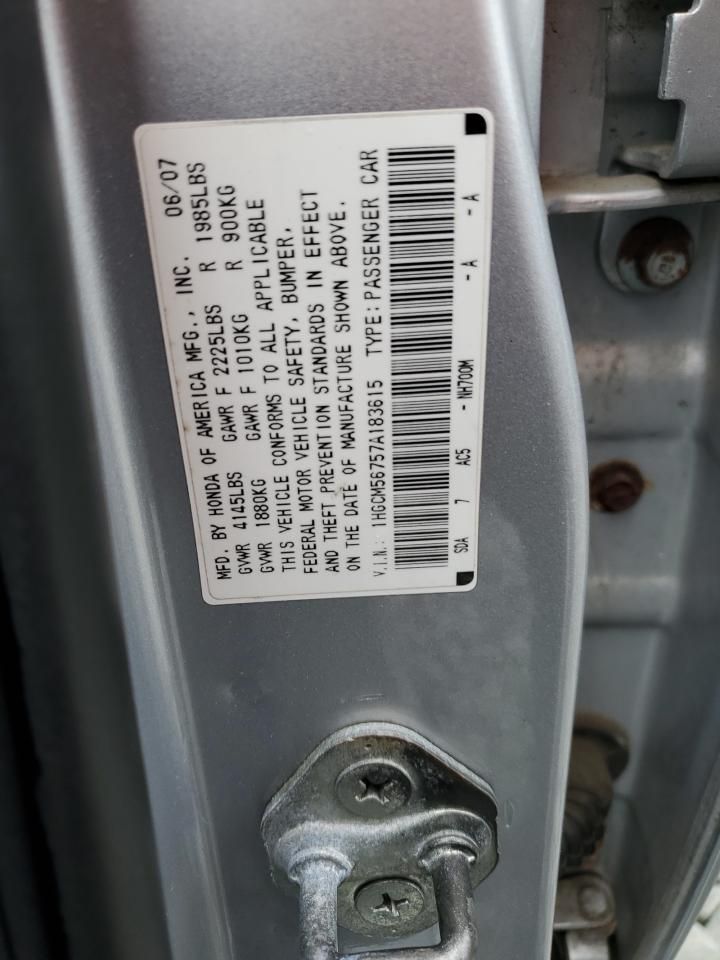 MFD. BY HONDA OF AMERICA MFG., INC. 06/07
GVWR 4145LBS GAWR F 2225LBS R 1985LBS
GVWR 1880KG GAWR F 1010KG R 900KG
THIS VEHICLE CONFORMS TO ALL APPLICABLE
FEDERAL MOTOR VEHICLE SAFETY, BUMPER,
AND THEFT PREVENTION STANDARDS IN EFFECT
ON THE DATE OF MANUFACTURE SHOWN ABOVE.
V.I.N.: 1HGCM56757A183615 TYPE: PASSENGER CAR
SDA 7 AC5 - NH700M - A - A